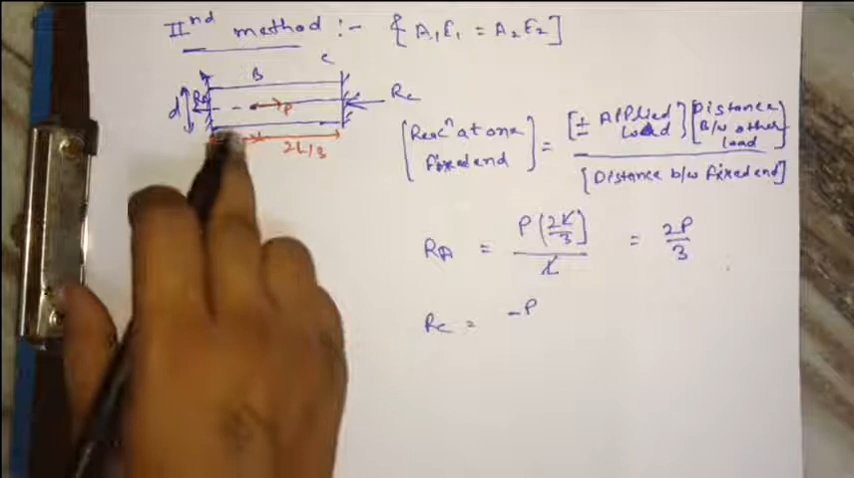 IInd method :- { A₁E₁ = A₂E₂]
B
C
d
RA
P
Rc
2L/3
[Reacⁿ at one fixed end] = [± Applied load] [Distance B/w other load] / [Distance b/w fixed end]
RA = P(2L/3] / L = 2P/3
Rc = -P